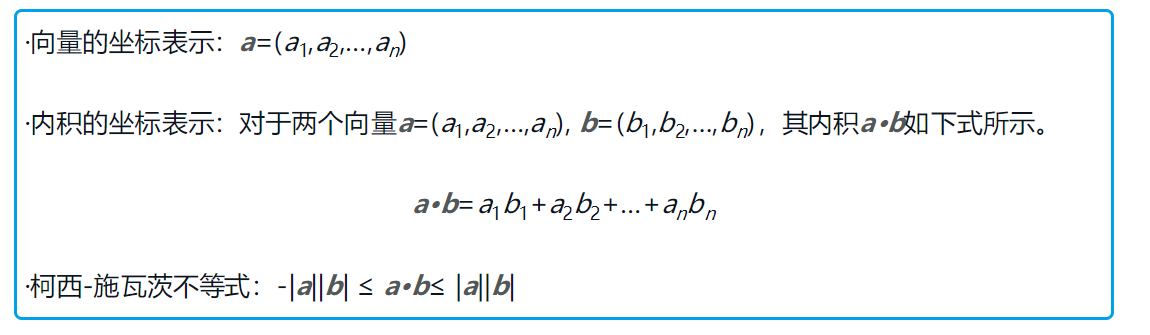 ·向量的坐标表示：a=(a₁,a₂,…,aₙ)
·内积的坐标表示：对于两个向量a=(a₁,a₂,…,aₙ), b=(b₁,b₂,…,bₙ)，其内积a•b如下式所示。
a•b= a₁b₁+a₂b₂+…+aₙbₙ
·柯西-施瓦茨不等式：-|a||b| ≤ a•b≤ |a||b|